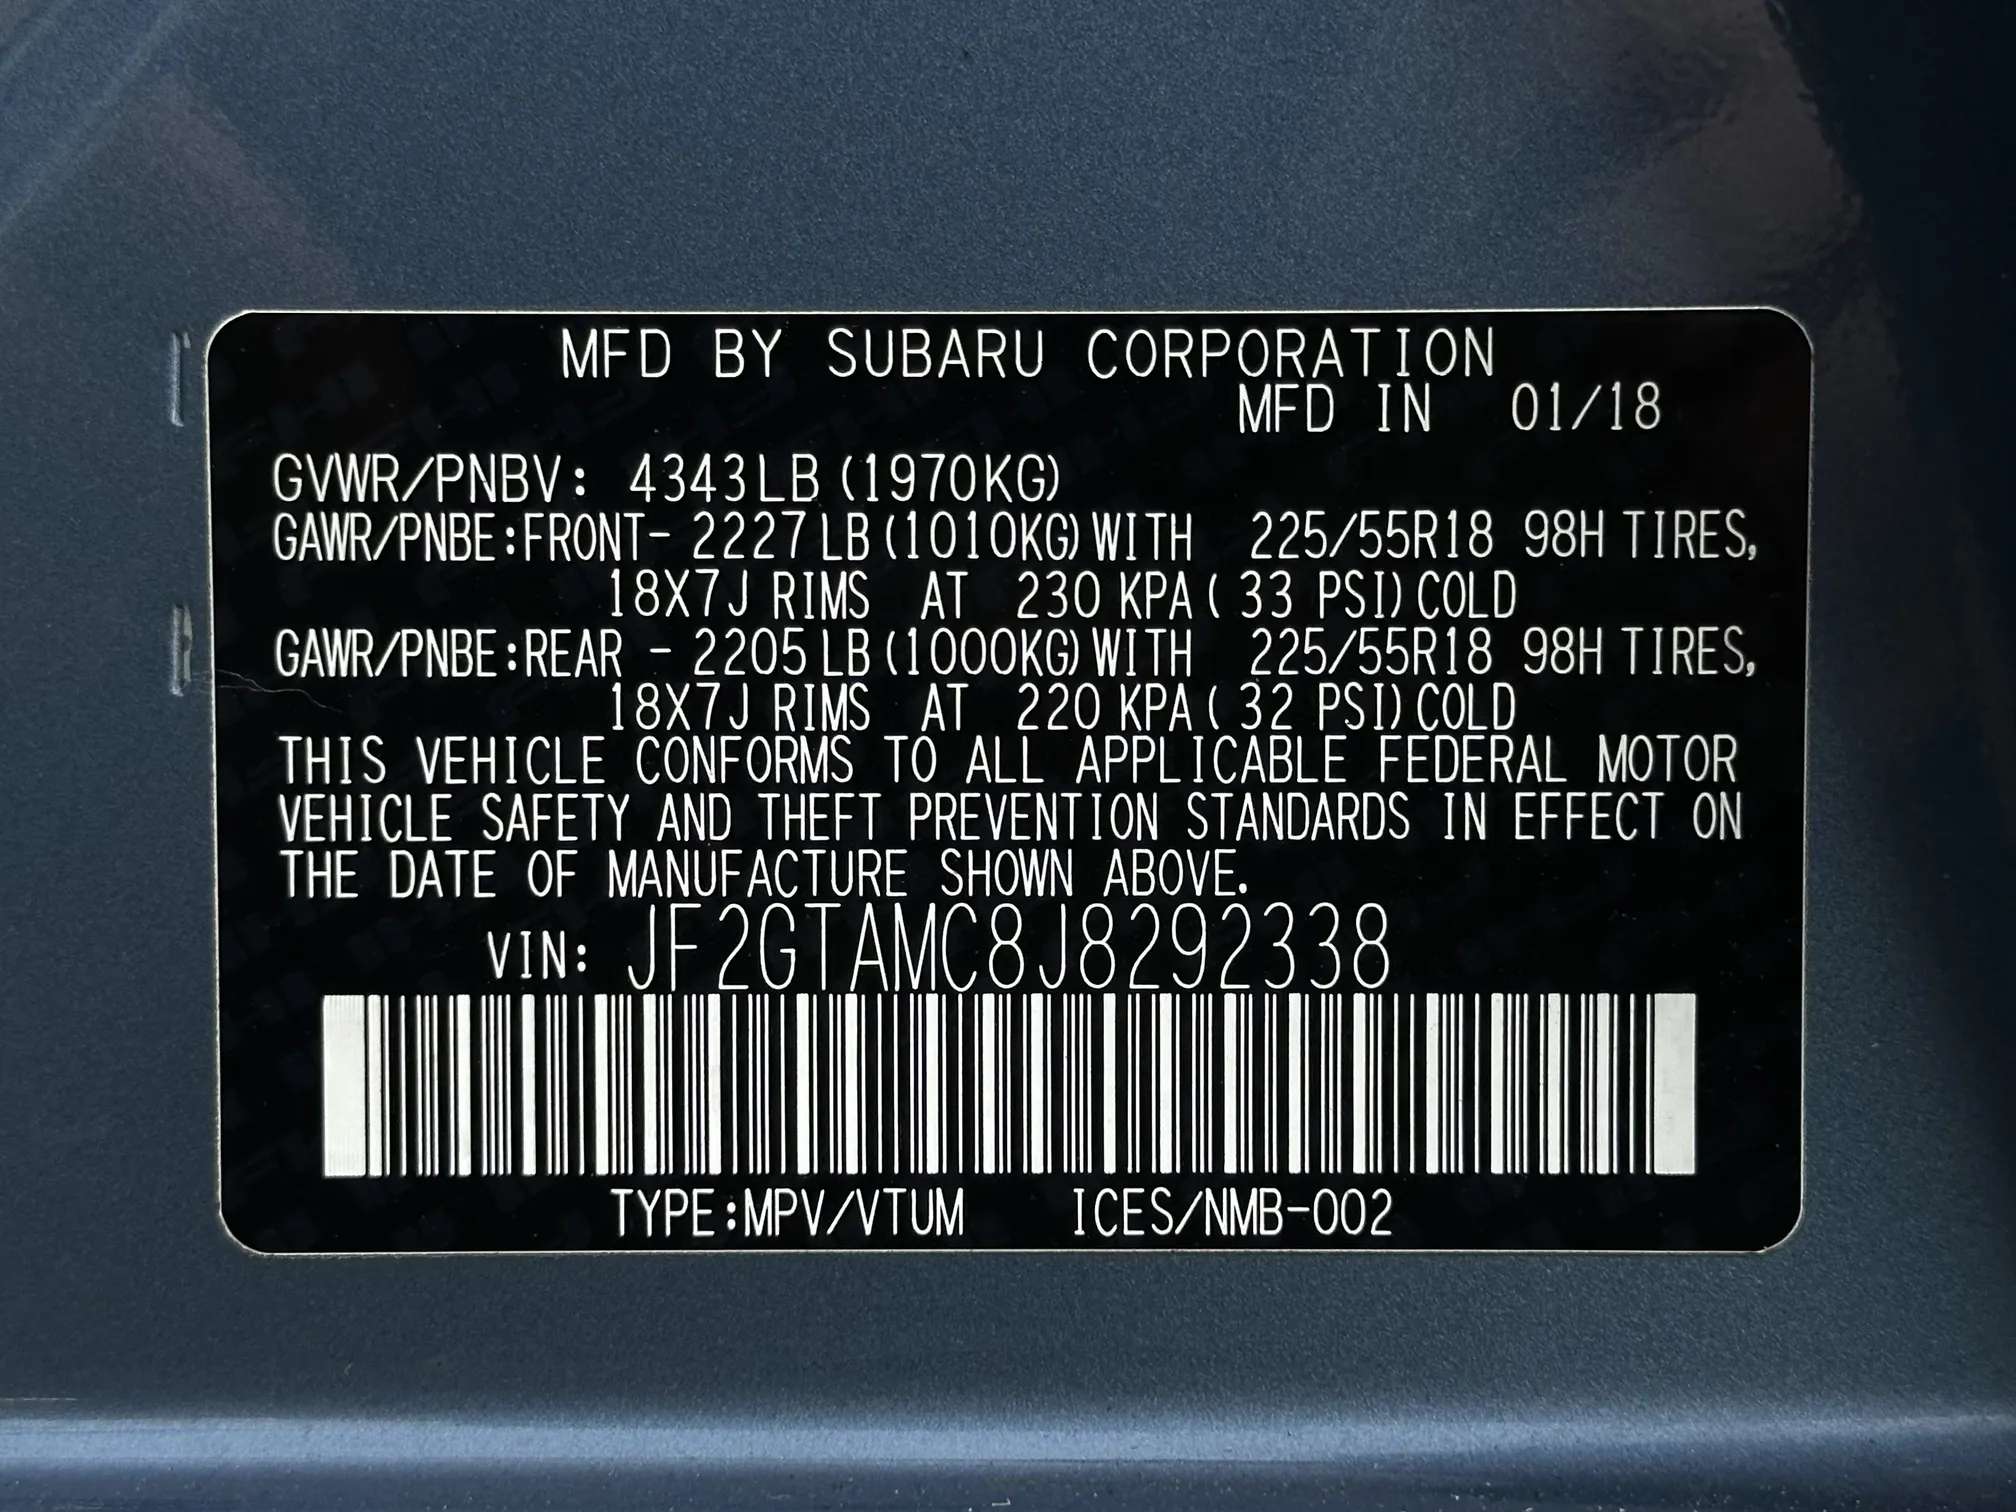 MFD BY SUBARU CORPORATION
MFD IN 01/18
GVWR/PNBV: 4343LB (1970KG)
GAWR/PNBE:FRONT- 2227LB (1010KG) WITH 225/55R18 98H TIRES,
18X7J RIMS AT 230 KPA ( 33 PSI) COLD
GAWR/PNBE:REAR - 2205LB (1000KG) WITH 225/55R18 98H TIRES,
18X7J RIMS AT 220 KPA ( 32 PSI) COLD
THIS VEHICLE CONFORMS TO ALL APPLICABLE FEDERAL MOTOR
VEHICLE SAFETY AND THEFT PREVENTION STANDARDS IN EFFECT ON
THE DATE OF MANUFACTURE SHOWN ABOVE.
VIN: JF2GTAMC8J8292338
TYPE:MPV/VTUM ICES/NMB-002